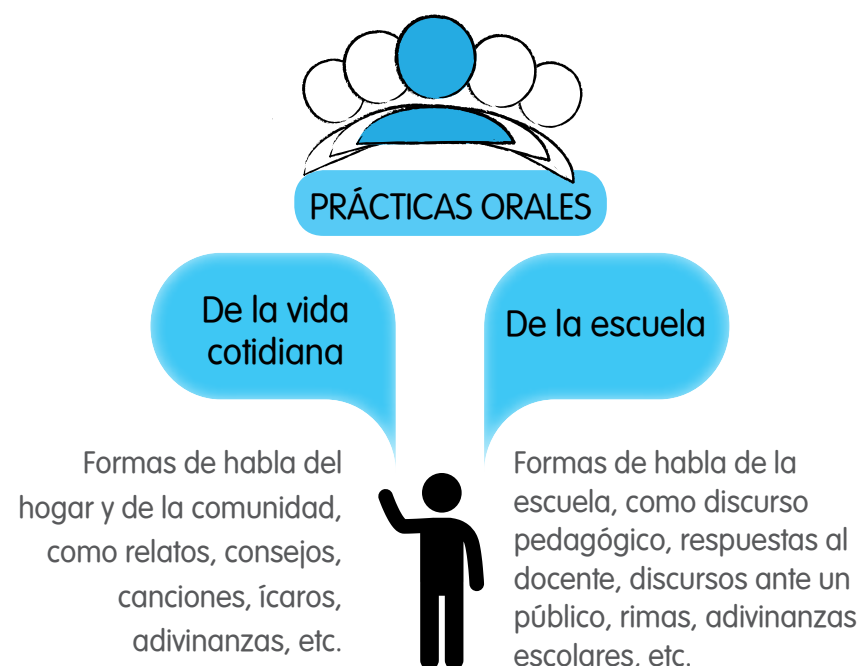 PRÁCTICAS ORALES
De la vida
cotidiana
De la escuela
Formas de habla del
hogar y de la comunidad,
como relatos, consejos,
canciones, ícaros,
adivinanzas, etc.
Formas de habla de la
escuela, como discurso
pedagógico, respuestas al
docente, discursos ante un
público, rimas, adivinanzas
escolares, etc.